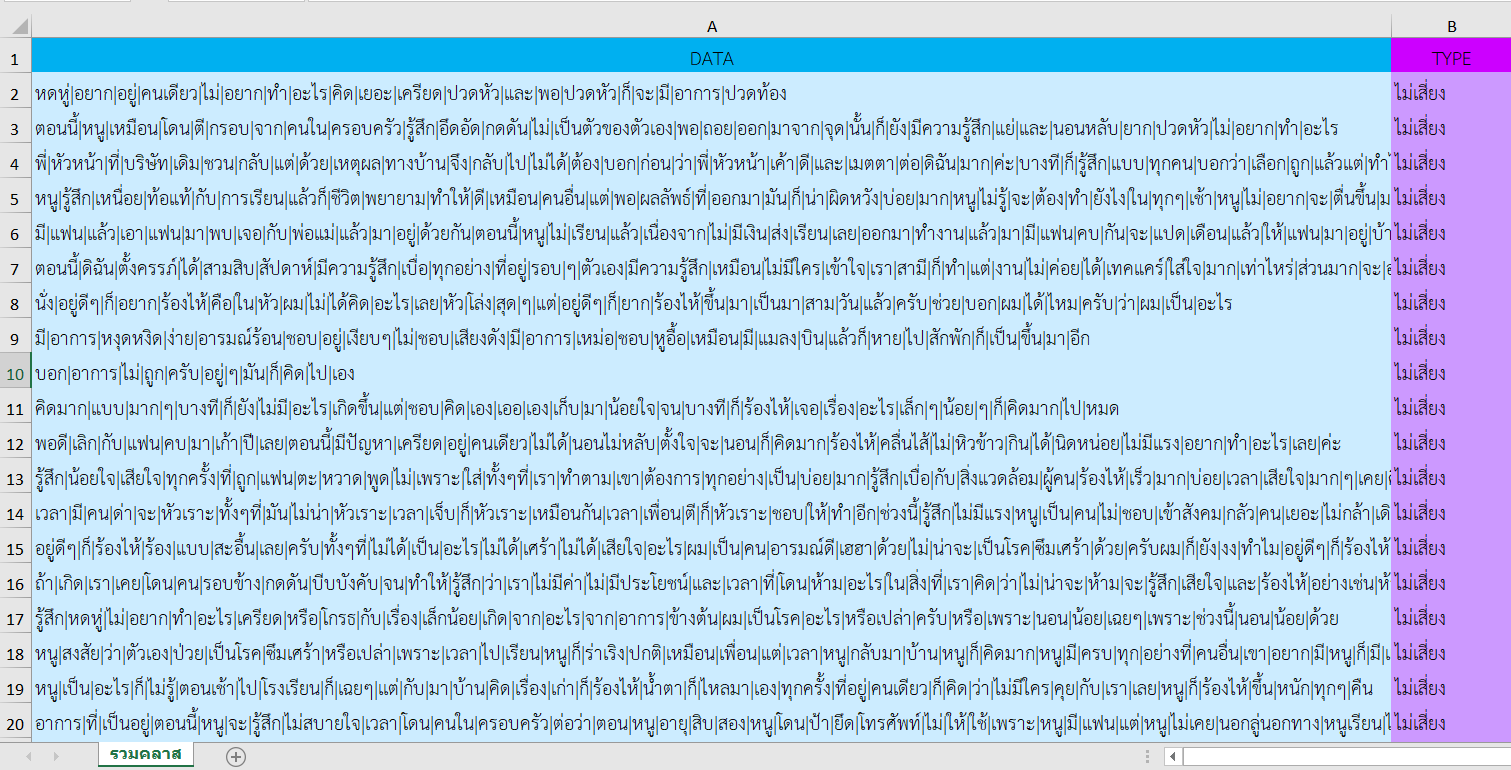 A B
1 DATA TYPE
2 หดหู่|อยาก|อยู่|คนเดียว|ไม่|อยาก|ทำ|อะไร|คิด|เยอะ|เครียด|ปวดหัว|และ|พอ|ปวดหัว|ก็|จะ|มี|อาการ|ปวดท้อง ไม่เสี่ยง
3 ตอนนี้|หนู|เหมือน|โดน|ตี|กรอบ|จาก|คนใน|ครอบครัว|รู้สึก|อึดอัด|กดดัน|ไม่|เป็นตัวของตัวเอง|พอ|ถอย|ออก|มาจาก|จุด|นั้น|ก็|ยัง|มีความรู้สึก|แย่|และ|นอนหลับ|ยาก|ปวดหัว|ไม่|อยาก|ทำ|อะไร ไม่เสี่ยง
4 พี่|หัวหน้า|ที่|บริษัท|เดิม|ชวน|กลับ|แต่|ด้วย|เหตุผล|ทางบ้าน|จึง|กลับ|ไป|ไม่ได้|ต้อง|บอก|ก่อน|ว่า|พี่|หัวหน้า|เค้า|ดี|และ|เมตตา|ต่อ|ดิฉัน|มาก|ค่ะ|บางที|ก็|รู้สึก|แบบ|ทุกคน|บอกว่า|เลือก|ถูก|แล้วแต่| ไม่เสี่ยง
5 หนู|รู้สึก|เหนื่อย|ท้อแท้|กับ|การเรียน|แล้วก็|ชีวิต|พยายาม|ทำให้|ดี|เหมือน|คนอื่น|แต่|พอ|ผลลัพธ์|ที่|ออกมา|มัน|ก็|น่า|ผิดหวัง|บ่อย|มาก|หนู|ไม่รู้|จะ|ต้อง|ทำ|ยังไง|ใน|ทุกๆ|เช้า|หนู|ไม่|อยาก|จะ|ตื่นขึ้น| ไม่เสี่ยง
6 มี|แฟน|แล้ว|เอา|แฟน|มา|พบ|เจอ|กับ|พ่อแม่|แล้ว|มา|อยู่|ด้วยกัน|ตอนนี้|หนู|ไม่|เรียน|แล้ว|เนื่องจาก|ไม่|มีเงิน|ส่ง|เรียน|เลย|ออกมา|ทำงาน|แล้ว|มา|มี|แฟน|คบ|กัน|จะ|แปด|เดือน|แล้ว|ให้|แฟน|มา|อยู่| ไม่เสี่ยง
7 ตอนนี้|ดิฉัน|ตั้งครรภ์|ได้|สามสิบ|สัปดาห์|มีความรู้สึก|เบื่อ|ทุกอย่าง|ที่อยู่|รอบ|ๆ|ตัวเอง|มีความรู้สึก|เหมือน|ไม่มีใคร|เข้าใจ|เรา|สามี|ก็|ทำ|แต่|งาน|ไม่|ค่อย|ได้|เทคแคร์|ใส่ใจ|มาก|เท่าไหร่|ส่วนมาก|จะ| ไม่เสี่ยง
8 นั่ง|อยู่ดีๆ|ก็|อยาก|ร้องไห้|คือ|ใน|หัว|ผม|ไม่|ได้คิด|อะไร|เลย|หัว|โล่ง|สุด|ๆ|แต่|อยู่ดีๆ|ก็|ยาก|ร้องไห้|ขึ้น|มา|เป็นมา|สาม|วัน|แล้ว|ครับ|ช่วย|บอก|ผม|ได้|ไหม|ครับ|ว่า|ผม|เป็น|อะไร ไม่เสี่ยง
9 มี|อาการ|หงุดหงิด|ง่าย|อารมณ์ร้อน|ชอบ|อยู่|เงียบๆ|ไม่|ชอบ|เสียงดัง|มี|อาการ|เหม่อ|ชอบ|หูอื้อ|เหมือน|มี|แมลง|บิน|แล้วก็|หาย|ไป|สักพัก|ก็|เป็น|ขึ้น|มา|อีก ไม่เสี่ยง
10 บอก|อาการ|ไม่|ถูก|ครับ|อยู่|ๆ|มัน|ก็|คิด|ไป|เอง ไม่เสี่ยง
11 คิดมาก|แบบ|มาก|ๆ|บางที|ก็|ยัง|ไม่มี|อะไร|เกิดขึ้น|แต่|ชอบ|คิด|เอง|เออ|เอง|เก็บ|มา|น้อยใจ|จน|บางที|ก็|ร้องไห้|เจอ|เรื่อง|อะไร|เล็ก|ๆ|น้อย|ๆ|ก็|คิดมาก|ไป|หมด ไม่เสี่ยง
12 พอดี|เลิก|กับ|แฟน|คบ|มา|เก้า|ปี|เลย|ตอนนี้|มีปัญหา|เครียด|อยู่|คนเดียว|ไม่ได้|นอนไม่หลับ|ตั้งใจ|จะ|นอน|ก็|คิดมาก|ร้องไห้|คลื่นไส้|ไม่|หิวข้าว|กิน|ได้|นิดหน่อย|ไม่มีแรง|อยาก|ทำ|อะไร|เลย|ค่ะ ไม่เสี่ยง
13 รู้สึก|น้อยใจ|เสียใจ|ทุกครั้ง|ที่|ถูก|แฟน|ตะ|หวาด|พูด|ไม่|เพราะ|ใส่|ทั้งๆที่|เรา|ทำตาม|เขา|ต้องการ|ทุกอย่าง|เป็น|บ่อย|มาก|รู้สึก|เบื่อ|กับ|สิ่งแวดล้อม|ผู้คน|ร้องไห้|เร็ว|มาก|บ่อย|เวลา|เสียใจ|มาก|ๆ|เคย| ไม่เสี่ยง
14 เวลา|มี|คน|ด่า|จะ|หัวเราะ|ทั้งๆที่|มัน|ไม่|น่า|หัวเราะ|เวลา|เจ็บ|ก็|หัวเราะ|เหมือนกัน|เวลา|เพื่อน|ตี|ก็|หัวเราะ|ชอบ|ให้|ทำ|อีก|ช่วงนี้|รู้สึก|ไม่มีแรง|หนู|เป็น|คน|ไม่|ชอบ|เข้าสังคม|กลัว|คน|เยอะ|ไม่กล้า| ไม่เสี่ยง
15 อยู่ดีๆ|ก็|ร้องไห้|ร้อง|แบบ|สะอื้น|เลย|ครับ|ทั้งๆที่|ไม่ได้|เป็น|อะไร|ไม่ได้|เศร้า|ไม่ได้|เสียใจ|อะไร|ผม|เป็น|คน|อารมณ์ดี|เฮฮา|ด้วย|ไม่|น่าจะ|เป็นโรค|ซึมเศร้า|ด้วย|ครับผม|ก็|ยัง|งง|ทำไม|อยู่ดีๆ|ก็|ร้องไห้ ไม่เสี่ยง
16 ถ้า|เกิด|เรา|เคย|โดน|คน|รอบข้าง|กดดัน|บีบบังคับ|จน|ทำให้|รู้สึก|ว่า|เรา|ไม่มีค่า|ไม่|มีประโยชน์|และ|เวลา|ที่|โดน|ห้าม|อะไร|ใน|สิ่ง|ที่|เรา|คิด|ว่า|ไม่|น่าจะ|ห้าม|จะ|รู้สึก|เสียใจ|และ|ร้องไห้|อย่างเช่น| ไม่เสี่ยง
17 รู้สึก|หดหู่|ไม่|อยาก|ทำ|อะไร|เครียด|หรือ|โกรธ|กับ|เรื่อง|เล็กน้อย|เกิด|จาก|อะไร|จาก|อาการ|ข้างต้น|ผม|เป็นโรค|อะไร|หรือเปล่า|ครับ|หรือ|เพราะ|นอน|น้อย|เฉยๆ|เพราะ|ช่วงนี้|นอน|น้อย|ด้วย ไม่เสี่ยง
18 หนู|สงสัย|ว่า|ตัวเอง|ป่วย|เป็นโรค|ซึมเศร้า|หรือเปล่า|เพราะ|เวลา|ไป|เรียน|หนู|ก็|ร่าเริง|ปกติ|เหมือน|เพื่อน|แต่|เวลา|หนู|กลับมา|บ้าน|หนู|ก็|คิดมาก|หนู|มี|ครบ|ทุก|อย่างที่|คนอื่น|เขา|อยาก|มี|หนู|ก็|มี| ไม่เสี่ยง
19 หนู|เป็น|อะไร|ก็|ไม่รู้|ตอนเช้า|ไป|โรงเรียน|ก็|เฉยๆ|แต่|กับ|มา|บ้าน|คิด|เรื่อง|เก่า|ก็|ร้องไห้|น้ำตา|ก็|ไหลมา|เอง|ทุกครั้ง|ที่อยู่|คนเดียว|ก็|คิด|ว่า|ไม่มีใคร|คุย|กับ|เรา|เลย|หนู|ก็|ร้องไห้|ขึ้น|หนัก|ทุกๆ|คืน ไม่เสี่ยง
20 อาการ|ที่|เป็นอยู่|ตอนนี้|หนู|จะ|รู้สึก|ไม่สบายใจ|เวลา|โดน|คนใน|ครอบครัว|ต่อว่า|ตอน|หนู|อายุ|สิบ|สอง|หนู|โดน|ป้า|ยึด|โทรศัพท์|ไม่|ให้|ใช้|เพราะ|หนู|มี|แฟน|แต่|หนู|ไม่เคย|นอกลู่นอกทาง|หนู|เรียน| ไม่เสี่ยง
รวมคลาส